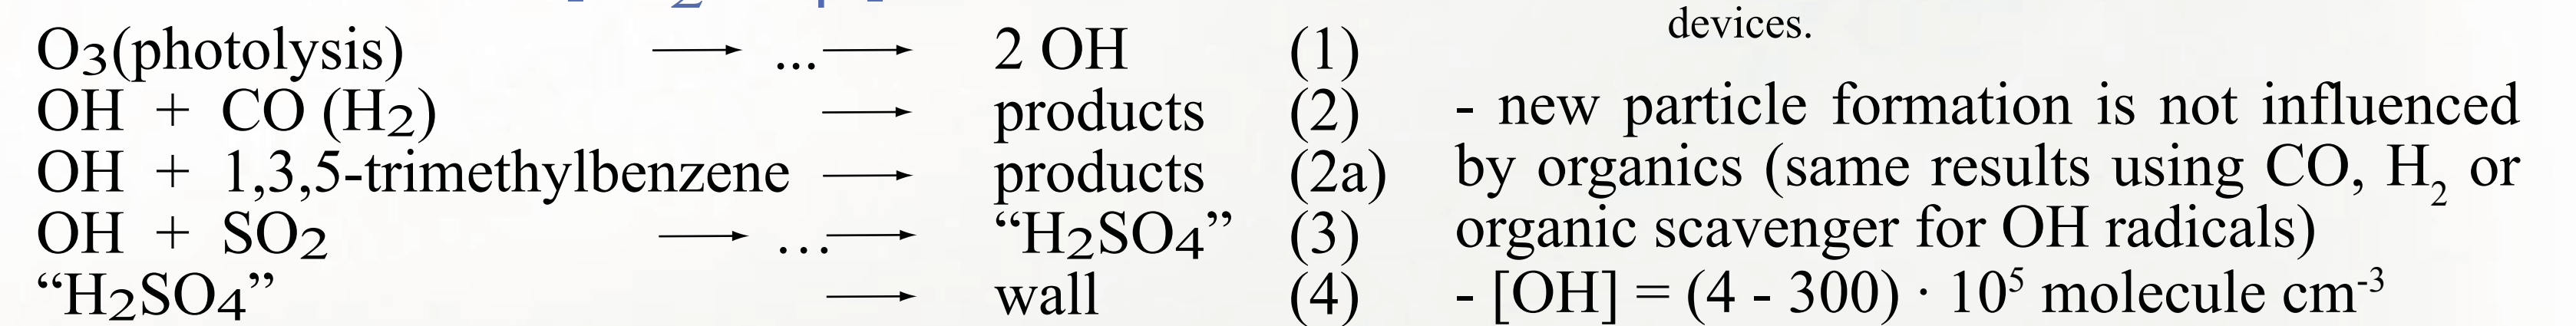 O3(photolysis) → ... → 2 OH (1)
OH + CO (H2) → products (2)
OH + 1,3,5-trimethylbenzene → products (2a)
OH + SO2 → ... → “H2SO4” (3)
“H2SO4” → wall (4)
devices.
- new particle formation is not influenced
by organics (same results using CO, H2 or
organic scavenger for OH radicals)
- [OH] = (4 - 300) · 10⁵ molecule cm⁻³